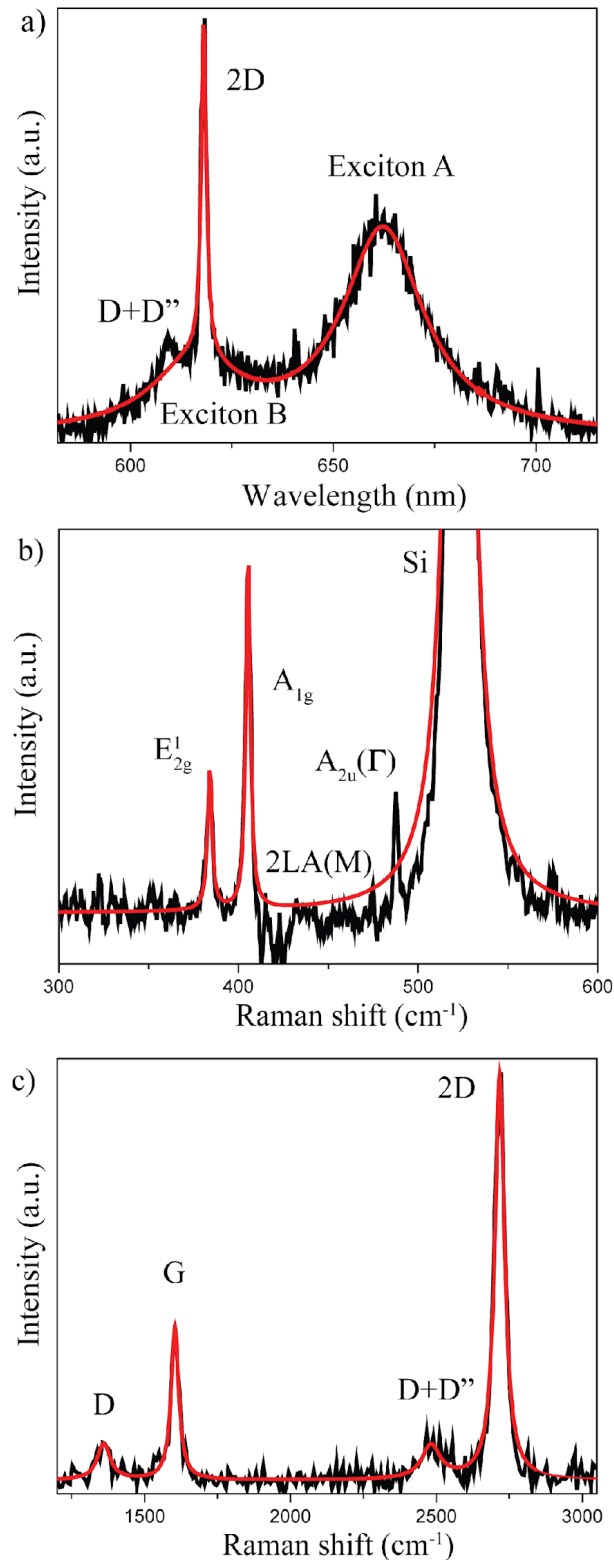 a)
2D
Exciton A
D+D”
Exciton B
Intensity (a.u.)
600
650
700
Wavelength (nm)
b)
Si
A1g
E12g
A2u(Γ)
2LA(M)
Intensity (a.u.)
300
400
500
600
Raman shift (cm-1)
c)
2D
G
D+D”
D
Intensity (a.u.)
1500
2000
2500
3000
Raman shift (cm-1)